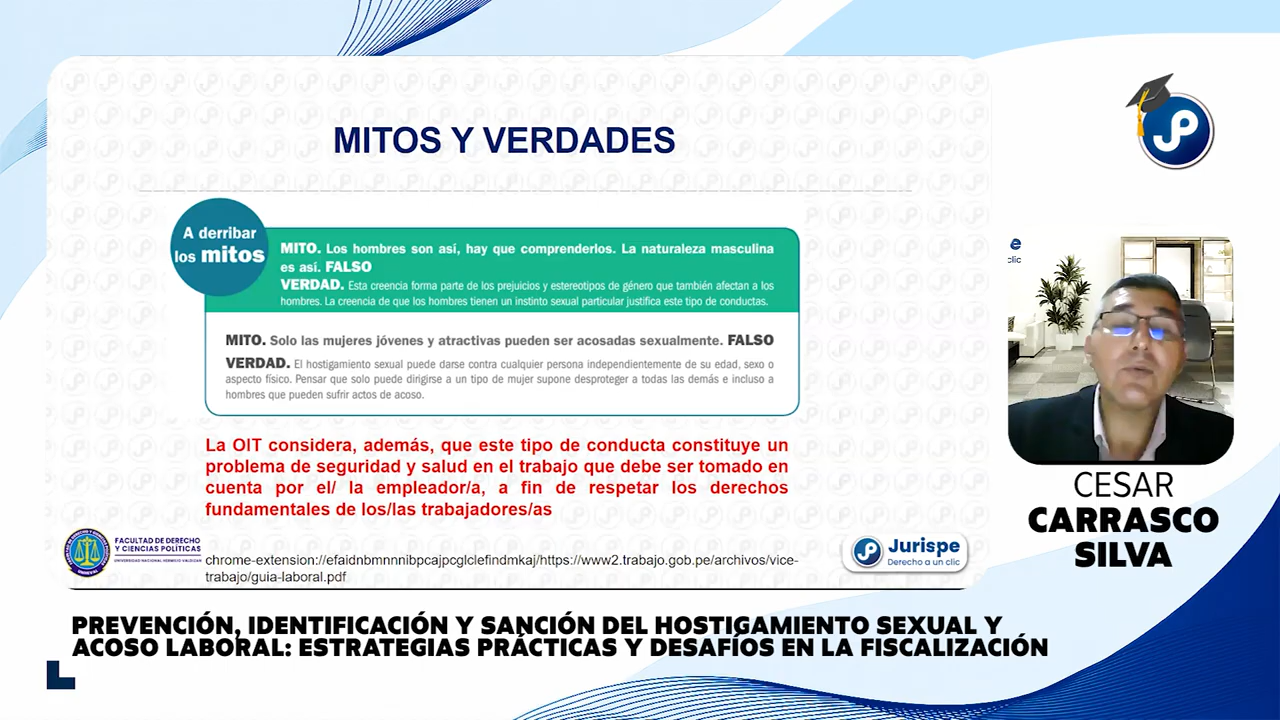 MITOS Y VERDADES
A derribar
los mitos
MITO. Los hombres son así, hay que comprenderlos. La naturaleza masculina
es así. FALSO
VERDAD. Esta creencia forma parte de los prejuicios y estereotipos de género que también afectan a los
hombres. La creencia de que los hombres tienen un instinto sexual particular justifica este tipo de conductas.
MITO. Solo las mujeres jóvenes y atractivas pueden ser acosadas sexualmente. FALSO
VERDAD. El hostigamiento sexual puede darse contra cualquier persona independientemente de su edad, sexo o
aspecto físico. Pensar que solo puede dirigirse a un tipo de mujer supone desproteger a todas las demás e incluso a
hombres que pueden sufrir actos de acoso.
La OIT considera, además, que este tipo de conducta constituye un
problema de seguridad y salud en el trabajo que debe ser tomado en
cuenta por el/ la empleador/a, a fin de respetar los derechos
fundamentales de los/las trabajadores/as
FACULTAD DE DERECHO
Y CIENCIAS POLÍTICAS
UNIVERSIDAD NACIONAL HERMILIO VALDIZAN
chrome-extension://efaidnbmnnnibpcajpcglclefindmkaj/https://www2.trabajo.gob.pe/archivos/vice-
trabajo/guia-laboral.pdf
JP
Jurispe
Derecho a un clic
JP
e
clic
CESAR
CARRASCO
SILVA
PREVENCIÓN, IDENTIFICACIÓN Y SANCIÓN DEL HOSTIGAMIENTO SEXUAL Y
ACOSO LABORAL: ESTRATEGIAS PRÁCTICAS Y DESAFÍOS EN LA FISCALIZACIÓN